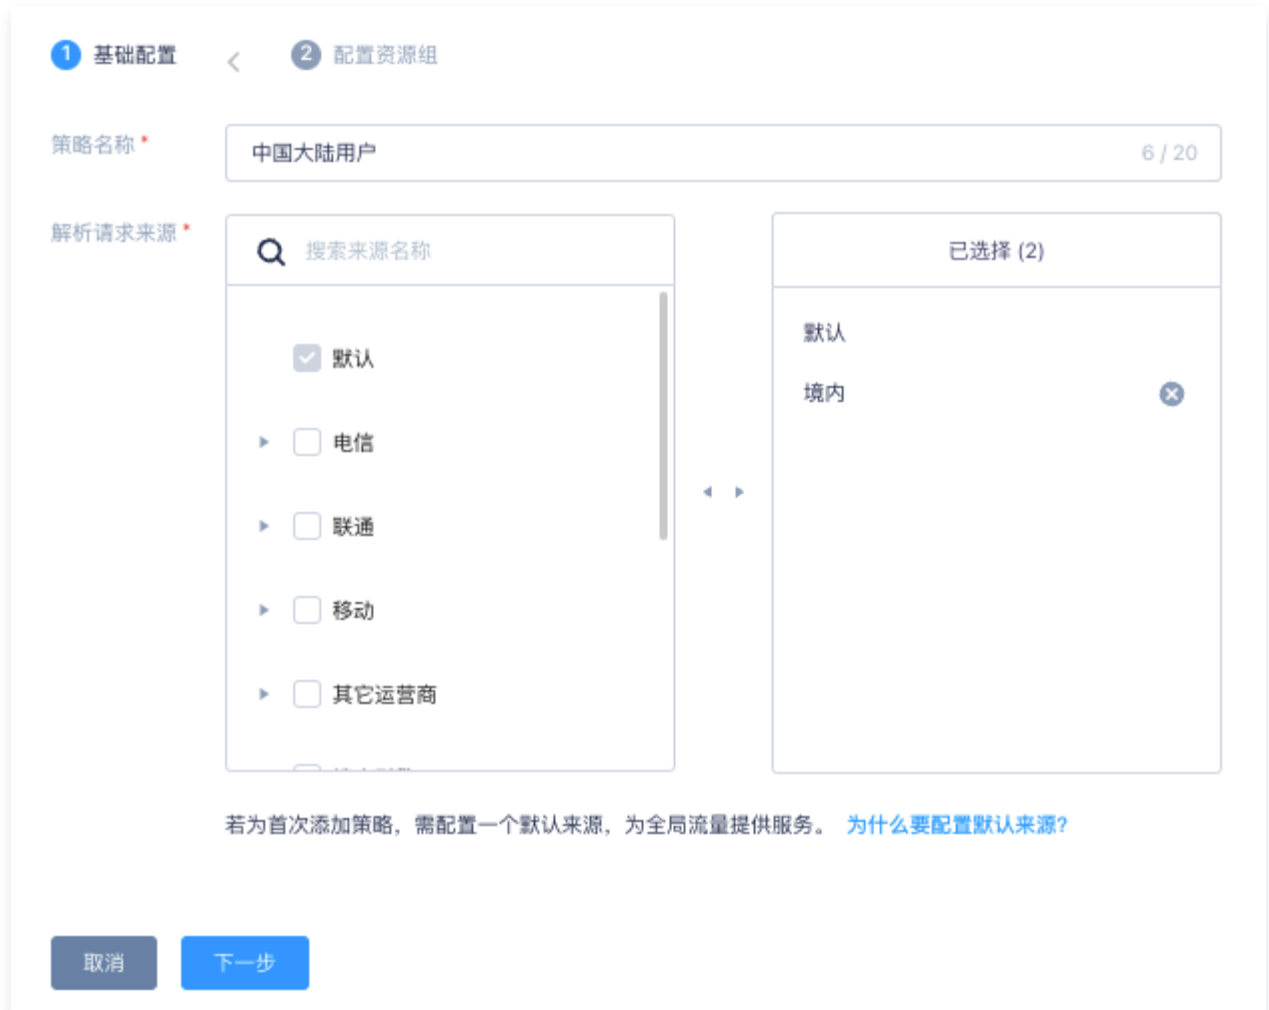 1 基础配置 2 配置资源组
策略名称 *
中国大陆用户 6 / 20
解析请求来源 *
搜索来源名称
默认
电信
联通
移动
其它运营商
已选择 (2)
默认
境内
若为首次添加策略，需配置一个默认来源，为全局流量提供服务。 为什么要配置默认来源?
取消 下一步